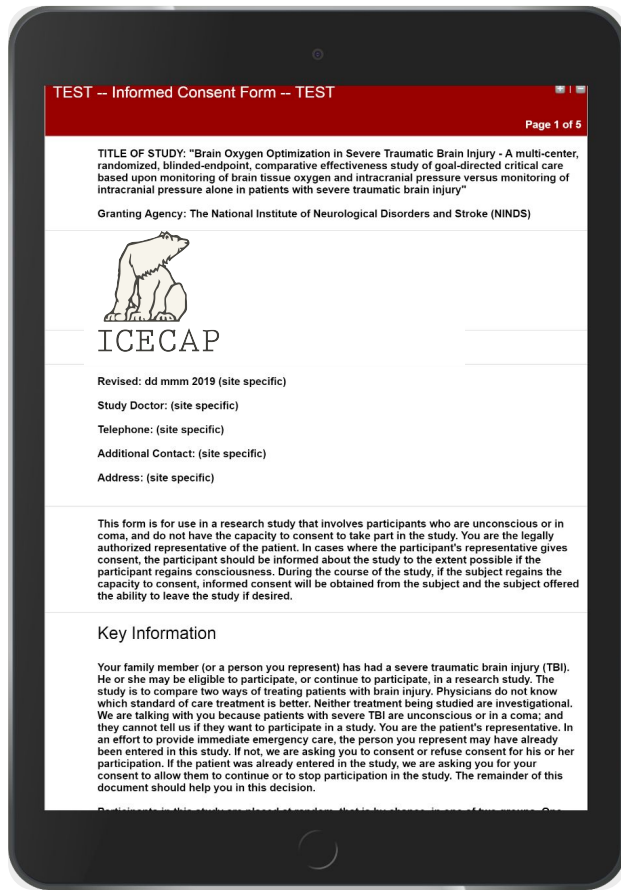 TEST -- Informed Consent Form -- TEST
Page 1 of 5
TITLE OF STUDY: "Brain Oxygen Optimization in Severe Traumatic Brain Injury - A multi-center,
randomized, blinded-endpoint, comparative effectiveness study of goal-directed critical care
based upon monitoring of brain tissue oxygen and intracranial pressure versus monitoring of
intracranial pressure alone in patients with severe traumatic brain injury"
Granting Agency: The National Institute of Neurological Disorders and Stroke (NINDS)
ICECAP
Revised: dd mmm 2019 (site specific)
Study Doctor: (site specific)
Telephone: (site specific)
Additional Contact: (site specific)
Address: (site specific)
This form is for use in a research study that involves participants who are unconscious or in
coma, and do not have the capacity to consent to take part in the study. You are the legally
authorized representative of the patient. In cases where the participant's representative gives
consent, the participant should be informed about the study to the extent possible if the
participant regains consciousness. During the course of the study, if the subject regains the
capacity to consent, informed consent will be obtained from the subject and the subject offered
the ability to leave the study if desired.
Key Information
Your family member (or a person you represent) has had a severe traumatic brain injury (TBI).
He or she may be eligible to participate, or continue to participate, in a research study. The
study is to compare two ways of treating patients with brain injury. Physicians do not know
which standard of care treatment is better. Neither treatment being studied are investigational.
We are talking with you because patients with severe TBI are unconscious or in a coma; and
they cannot tell us if they want to participate in a study. You are the patient's representative. In
an effort to provide immediate emergency care, the person you represent may have already
been entered in this study. If not, we are asking you to consent or refuse consent for his or her
participation. If the patient was already entered in the study, we are asking you for your
consent to allow them to continue or to stop participation in the study. The remainder of this
document should help you in this decision.
Participants in this study are placed at random, that is by chance, in one of two groups. One